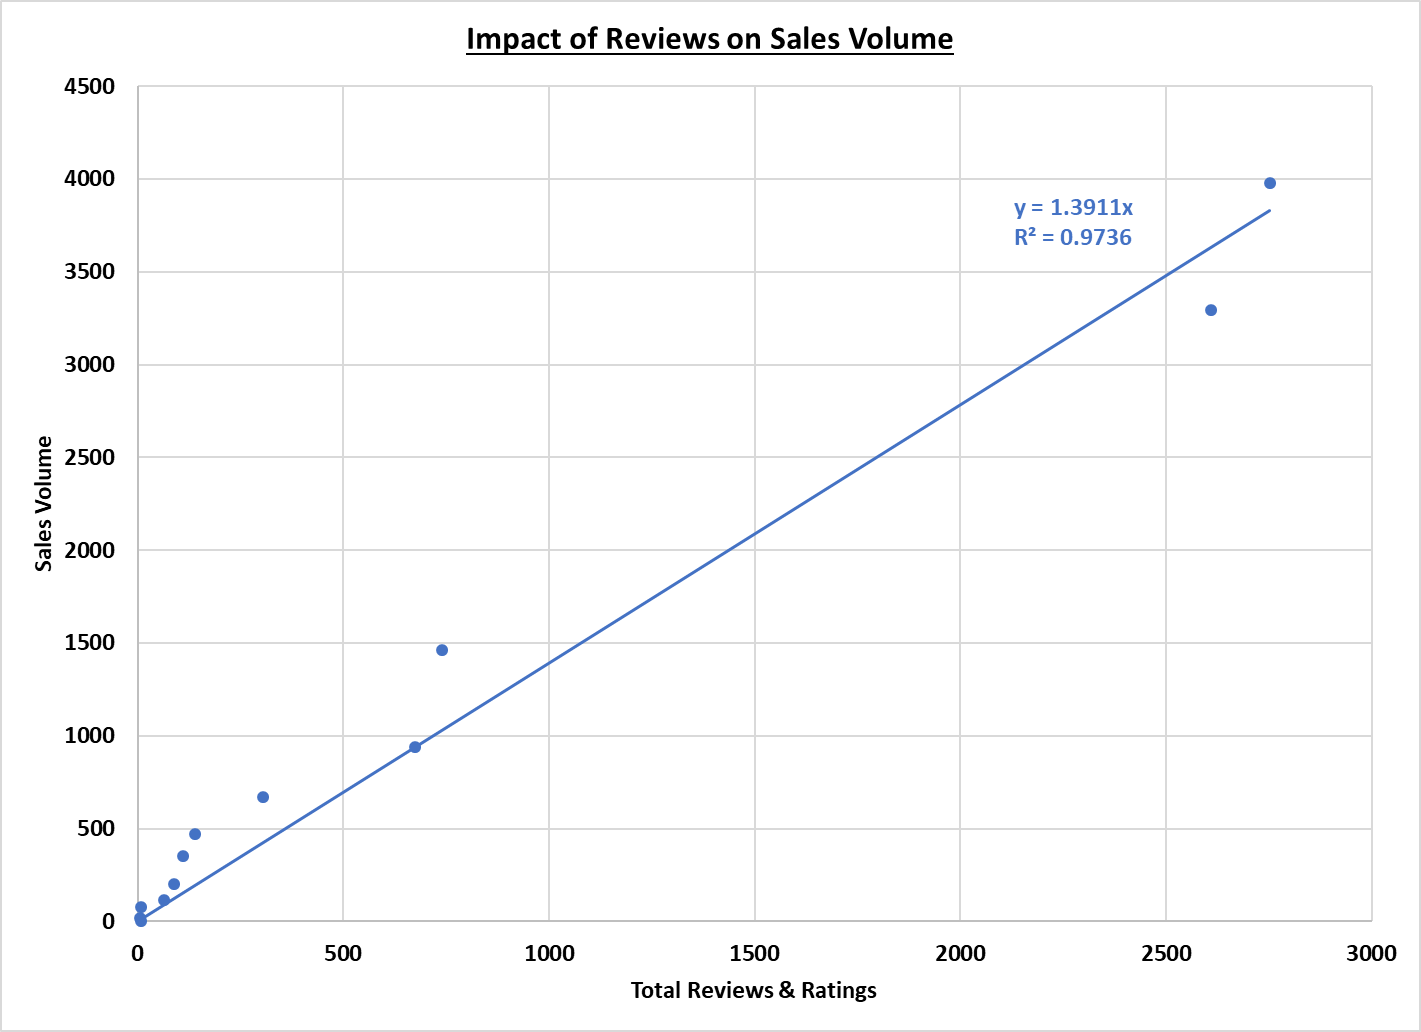 Impact of Reviews on Sales Volume
4500
4000
3500
3000
2500
2000
1500
1000
500
0
Sales Volume
y = 1.3911x
R² = 0.9736
0 500 1000 1500 2000 2500 3000
Total Reviews & Ratings